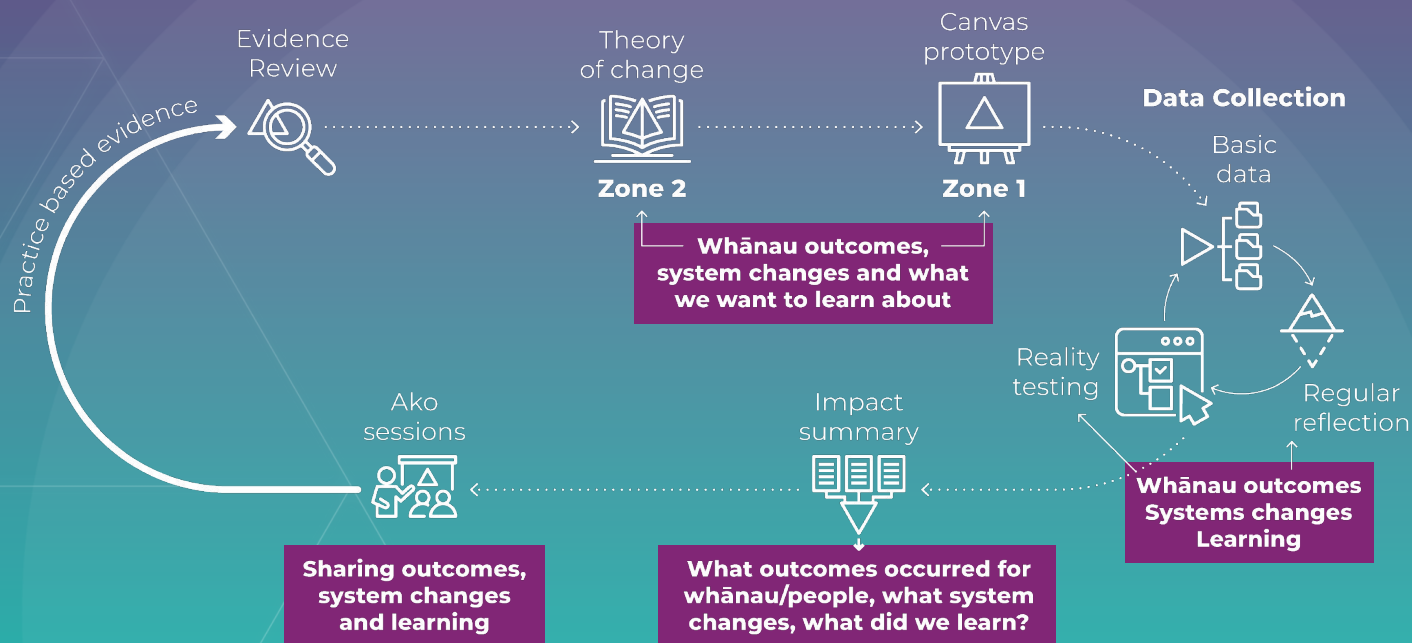 Practice based evidence
Evidence
Review
Theory
of change
Zone 2
Canvas
prototype
Zone 1
Whānau outcomes,
system changes and what
we want to learn about
Data Collection
Basic
data
Regular
reflection
Reality
testing
Whānau outcomes
Systems changes
Learning
Impact
summary
What outcomes occurred for
whānau/people, what system
changes, what did we learn?
Ako
sessions
Sharing outcomes,
system changes
and learning